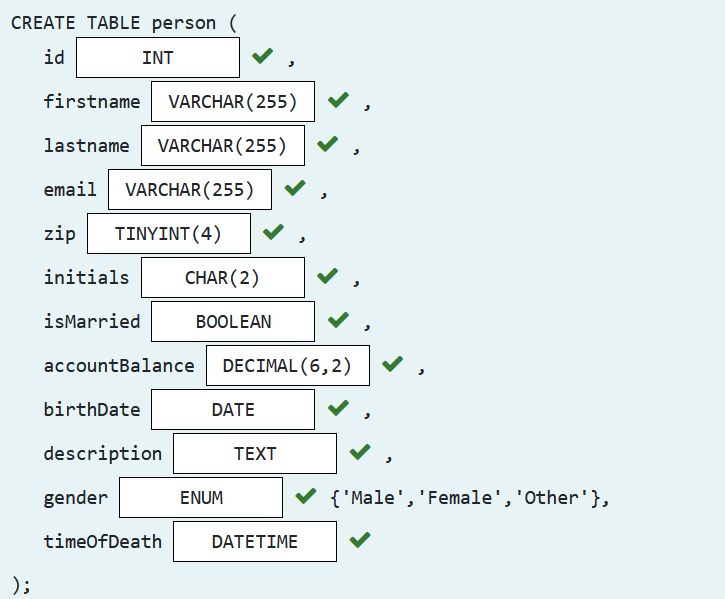 CREATE TABLE person (
id INT ,
firstname VARCHAR(255) ,
lastname VARCHAR(255) ,
email VARCHAR(255) ,
zip TINYINT(4) ,
initials CHAR(2) ,
isMarried BOOLEAN ,
accountBalance DECIMAL(6,2) ,
birthDate DATE ,
description TEXT ,
gender ENUM {'Male','Female','Other'},
timeOfDeath DATETIME
);